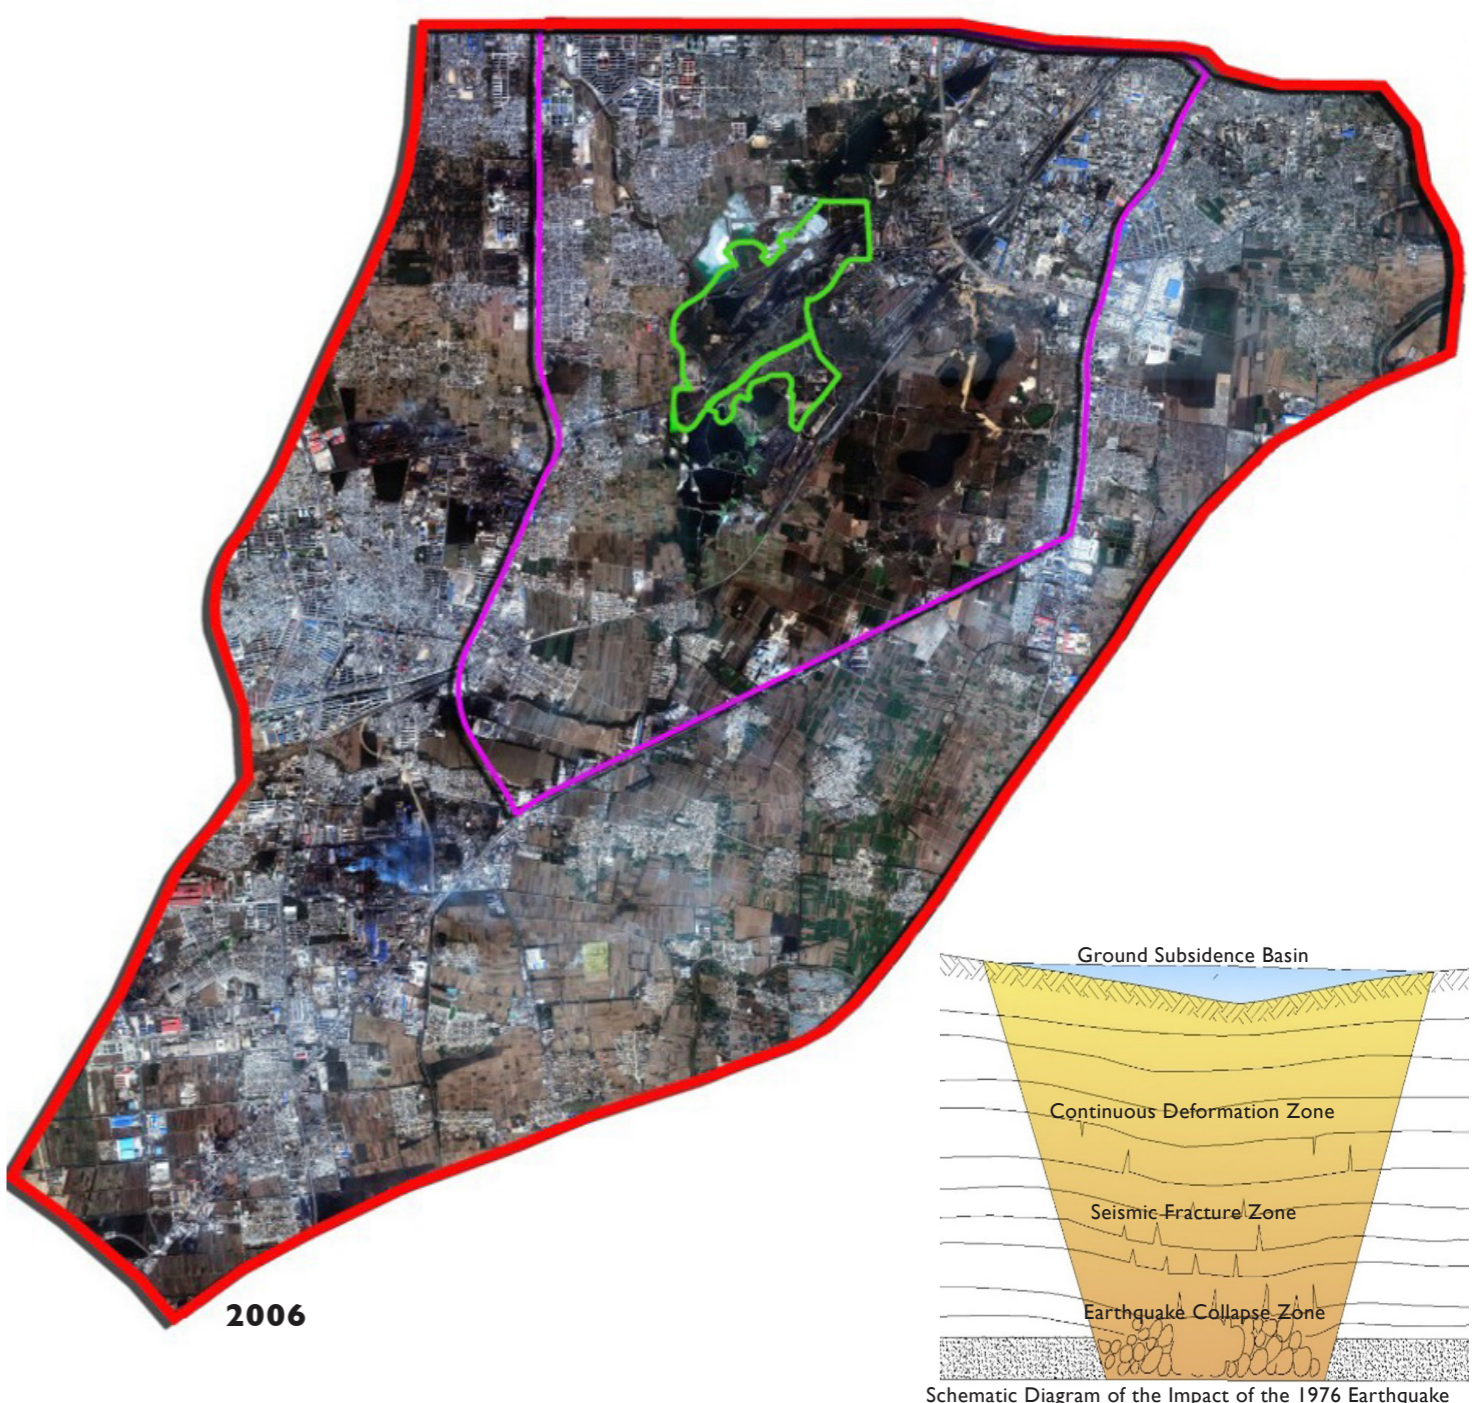 2006
Ground Subsidence Basin
Continuous Deformation Zone
Seismic Fracture Zone
Earthquake Collapse Zone
Schematic Diagram of the Impact of the 1976 Earthquake